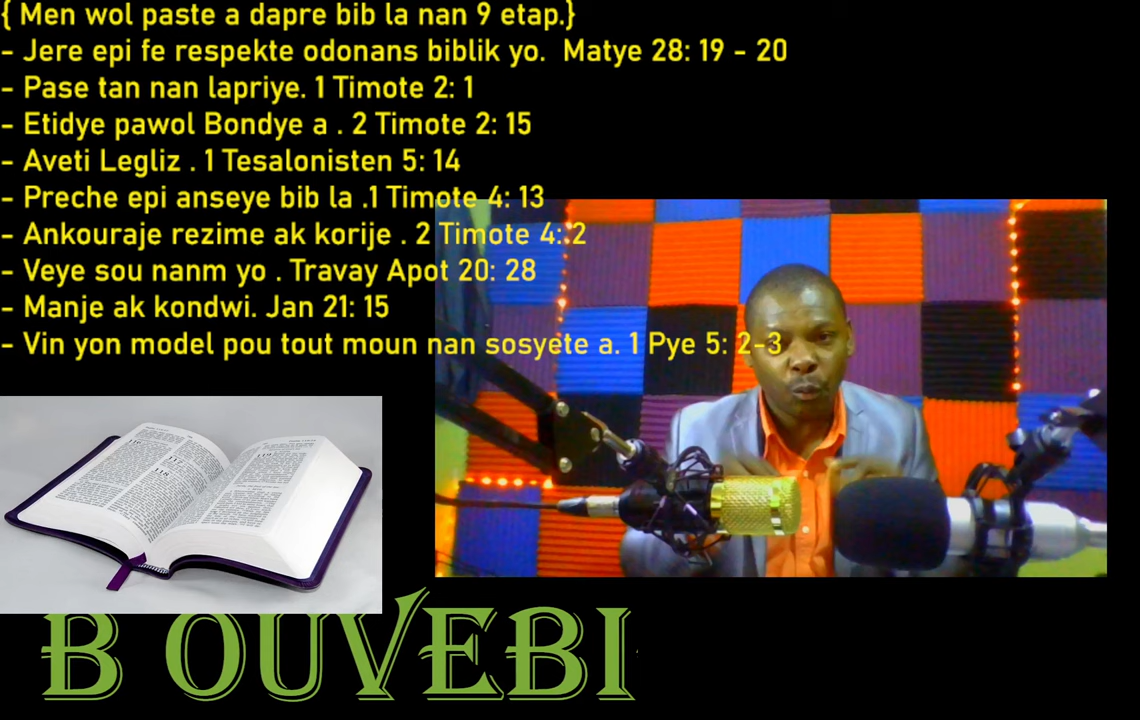 { Men wol paste a dapre bib la nan 9 etap.}
- Jere epi fe respekte odonans biblik yo. Matye 28: 19 - 20
- Pase tan nan lapriye. 1 Timote 2: 1
- Etidye pawol Bondye a . 2 Timote 2: 15
- Aveti Legliz . 1 Tesalonisten 5: 14
- Preche epi anseye bib la .1 Timote 4: 13
- Ankouraje rezime ak korije . 2 Timote 4: 2
- Veye sou nanm yo . Travay Apot 20: 28
- Manje ak kondwi. Jan 21: 15
- Vin yon model pou tout moun nan sosyete a. 1 Pye 5: 2-3
116
117
118
119
B OUVEBI